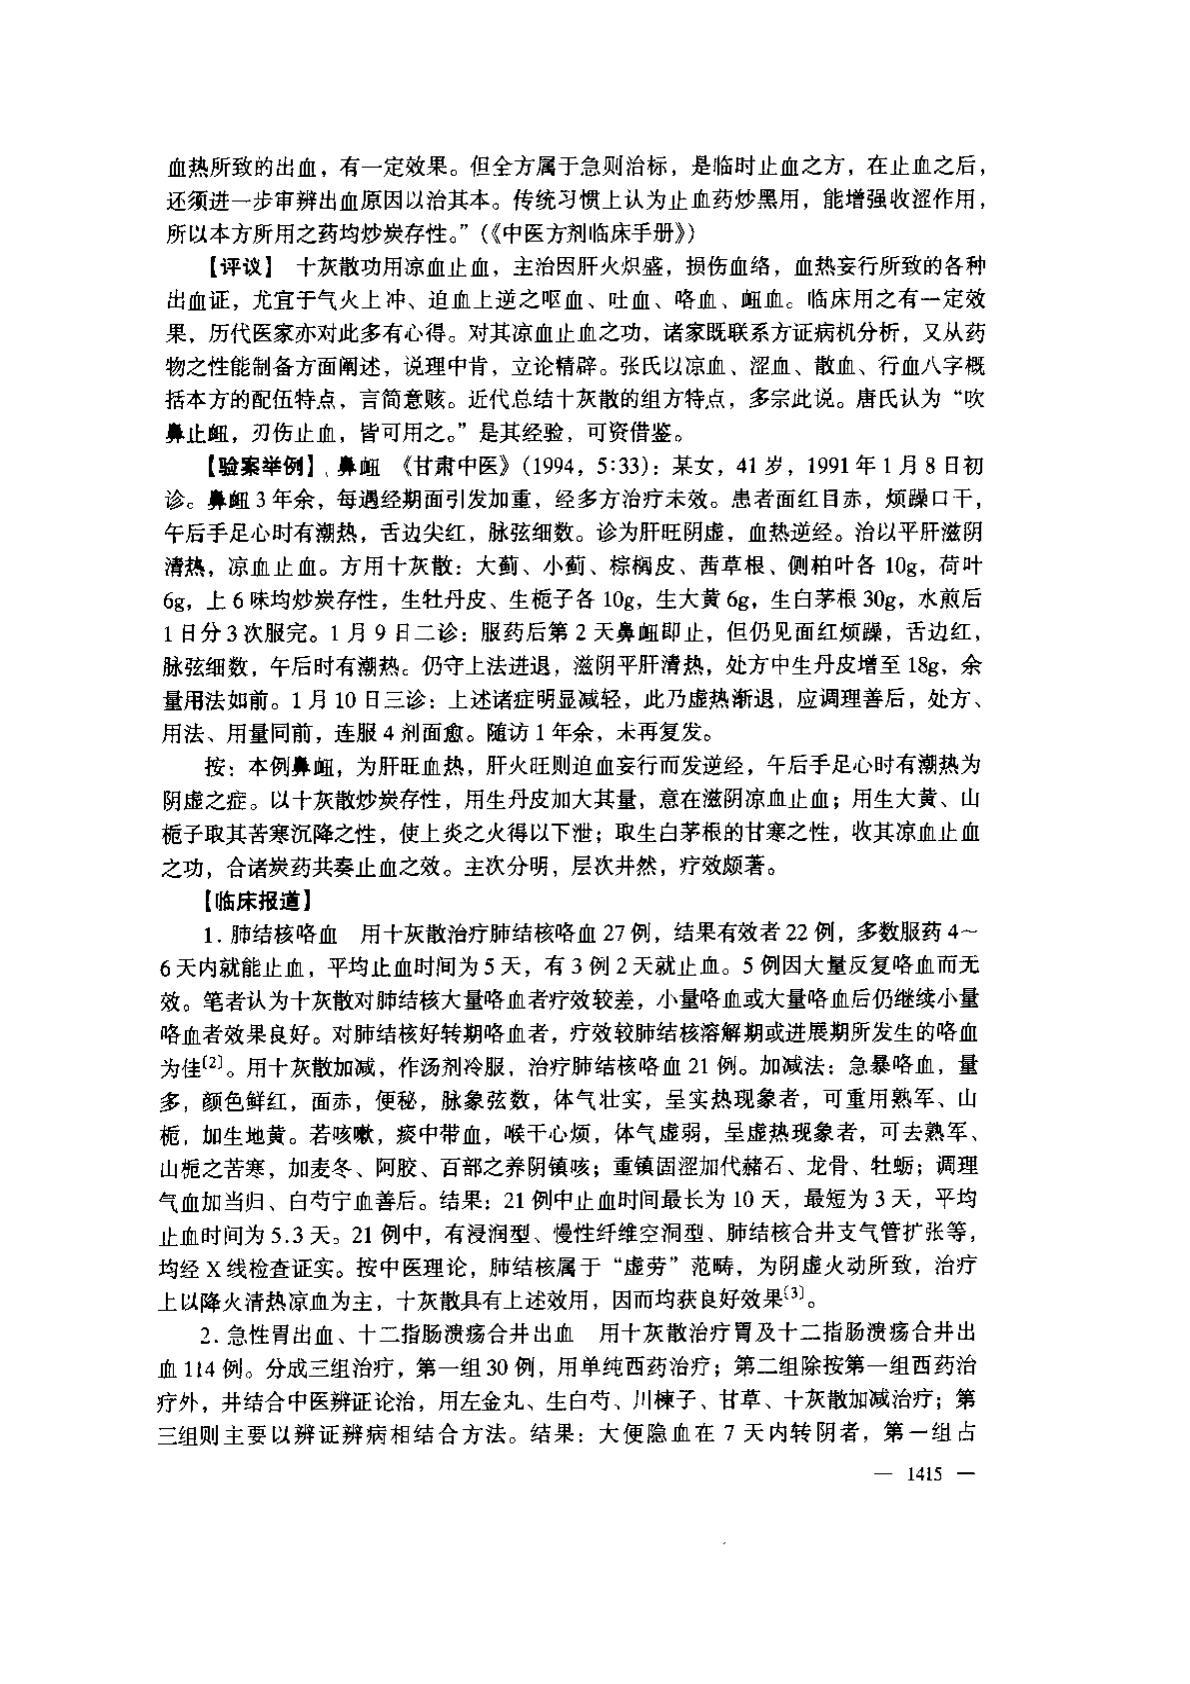 血热所致的出血，有一定效果。但全方属于急则治标，是临时止血之方，在止血之后，
还须进一步审辨出血原因以治其本。传统习惯上认为止血药炒黑用，能增强收涩作用，
所以本方所用之药均炒炭存性。”（《中医方剂临床手册》）
【评议】 十灰散功用凉血止血，主治因肝火炽盛，损伤血络，血热妄行所致的各种
出血证，尤宜于气火上冲、迫血上逆之呕血、吐血、咯血、衄血。临床用之有一定效
果，历代医家亦对此多有心得。对其凉血止血之功，诸家既联系方证病机分析，又从药
物之性能制备方面阐述，说理中肯，立论精辟。张氏以凉血、涩血、散血、行血八字概
括本方的配伍特点，言简意赅。近代总结十灰散的组方特点，多宗此说。唐氏认为“吹
鼻止衄，刃伤止血，皆可用之。”是其经验，可资借鉴。
【验案举例】、鼻衄 《甘肃中医》（1994，5:33）：某女，41岁，1991年1月8日初
诊。鼻衄3年余，每遇经期面引发加重，经多方治疗未效。患者面红目赤，烦躁口干，
午后手足心时有潮热，舌边尖红，脉弦细数。诊为肝旺阴虚，血热逆经。治以平肝滋阴
清热，凉血止血。方用十灰散：大蓟、小蓟、棕榈皮、茜草根、侧柏叶各10g，荷叶
6g，上6味均炒炭存性，生牡丹皮、生栀子各10g，生大黄6g，生白茅根30g，水煎后
1日分3次服完。1月9日二诊：服药后第2天鼻衄即止，但仍见面红烦躁，舌边红，
脉弦细数，午后时有潮热。仍守上法进退，滋阴平肝清热，处方中生丹皮增至18g，余
量用法如前。1月10日三诊：上述诸症明显减轻，此乃虚热渐退，应调理善后，处方、
用法、用量同前，连服4剂面愈。随访1年余，未再复发。
按：本例鼻衄，为肝旺血热，肝火旺则迫血妄行而发逆经，午后手足心时有潮热为
阴虚之症。以十灰散炒炭存性，用生丹皮加大其量，意在滋阴凉血止血；用生大黄、山
栀子取其苦寒沉降之性，使上炎之火得以下泄；取生白茅根的甘寒之性，收其凉血止血
之功，合诸炭药共奏止血之效。主次分明，层次井然，疗效颇著。
【临床报道】
1. 肺结核咯血 用十灰散治疗肺结核咯血27例，结果有效者22例，多数服药4～
6天内就能止血，平均止血时间为5天，有3例2天就止血。5例因大量反复咯血而无
效。笔者认为十灰散对肺结核大量咯血者疗效较差，小量咯血或大量咯血后仍继续小量
咯血者效果良好。对肺结核好转期咯血者，疗效较肺结核溶解期或进展期所发生的咯血
为佳〔2〕。用十灰散加减，作汤剂冷服，治疗肺结核咯血21例。加减法：急暴咯血，量
多，颜色鲜红，面赤，便秘，脉象弦数，体气壮实，呈实热现象者，可重用熟军、山
栀，加生地黄。若咳嗽，痰中带血，喉干心烦，体气虚弱，呈虚热现象者，可去熟军、
山栀之苦寒，加麦冬、阿胶、百部之养阴镇咳；重镇固涩加代赭石、龙骨、牡蛎；调理
气血加当归、白芍宁血善后。结果：21例中止血时间最长为10天，最短为3天，平均
止血时间为5.3天。21例中，有浸润型、慢性纤维空洞型、肺结核合并支气管扩张等，
均经X线检查证实。按中医理论，肺结核属于“虚劳”范畴，为阴虚火动所致，治疗
上以降火清热凉血为主，十灰散具有上述效用，因而均获良好效果〔3〕。
2. 急性胃出血、十二指肠溃疡合并出血 用十灰散治疗胃及十二指肠溃疡合并出
血114例。分成三组治疗，第一组30例，用单纯西药治疗；第二组除按第一组西药治
疗外，并结合中医辨证论治，用左金丸、生白芍、川楝子、甘草、十灰散加减治疗；第
三组则主要以辨证辨病相结合方法。结果：大便隐血在7天内转阴者，第一组占
— 1415 —